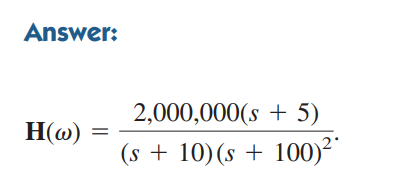 Answer:
H(ω) = 2,000,000(s + 5) / (s + 10)(s + 100)².